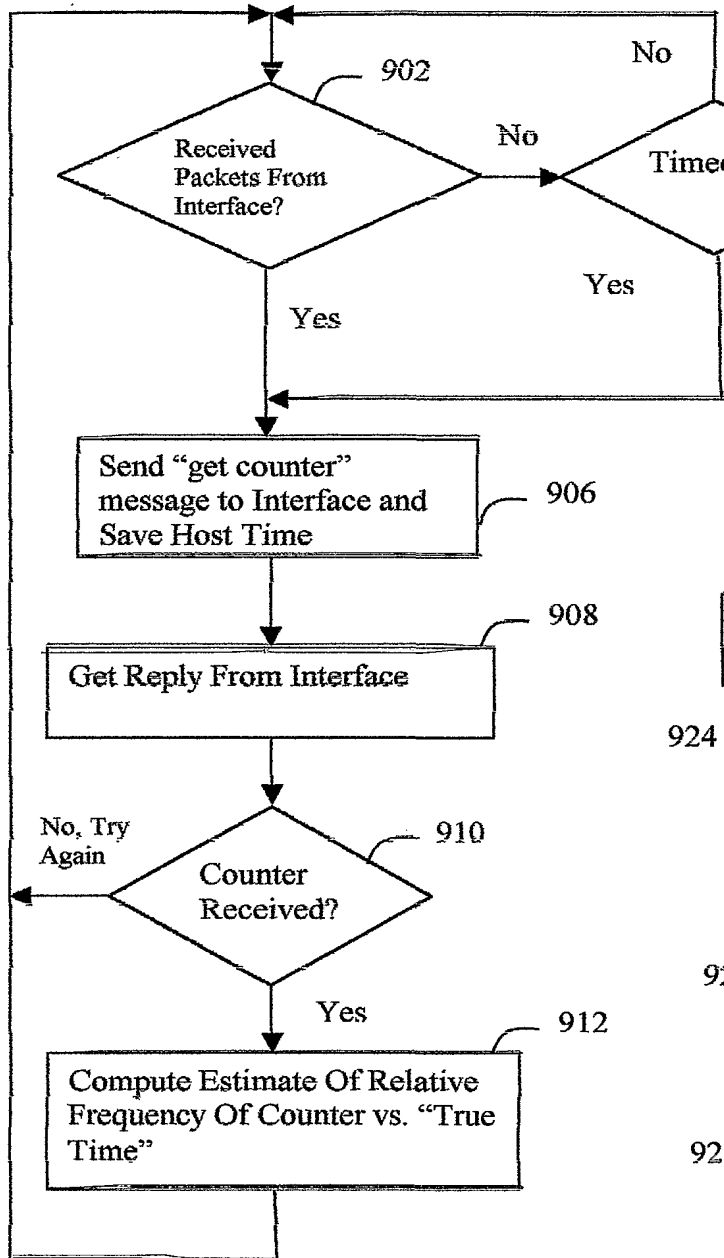 No
902
Received
Packets From
Interface?
No
Yes
Yes
Send “get counter”
message to Interface and
Save Host Time
906
908
Get Reply From Interface
924
No, Try
Again
910
Counter
Received?
Yes
912
Compute Estimate Of Relative
Frequency Of Counter vs. “True
Time”